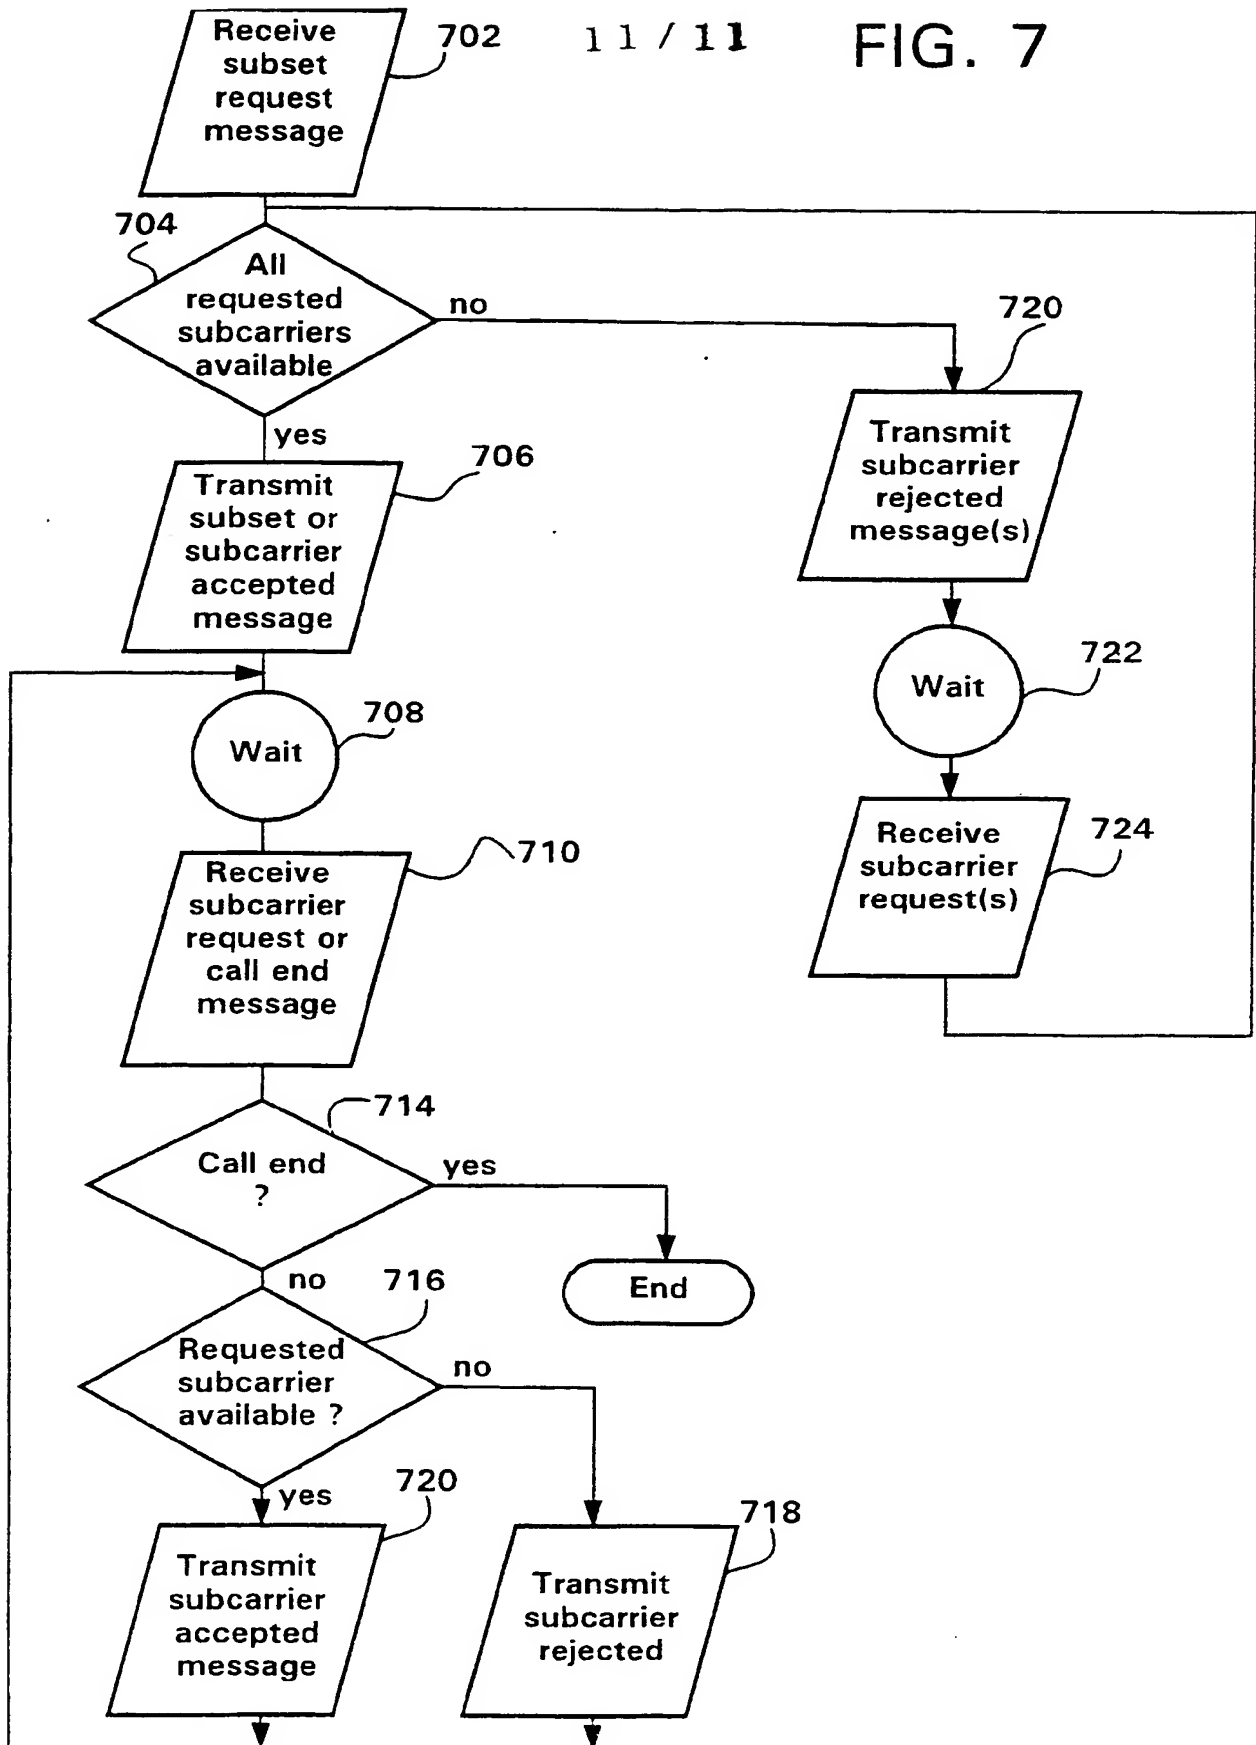 11 / 11
FIG. 7
Receive
subset
request
message
702
704
All
requested
subcarriers
available
no
yes
720
Transmit
subcarrier
rejected
message(s)
706
Transmit
subset or
subcarrier
accepted
message
722
Wait
708
Wait
724
Receive
subcarrier
request(s)
710
Receive
subcarrier
request or
call end
message
714
Call end
?
yes
End
no
716
Requested
subcarrier
available ?
no
yes
720
Transmit
subcarrier
accepted
message
718
Transmit
subcarrier
rejected